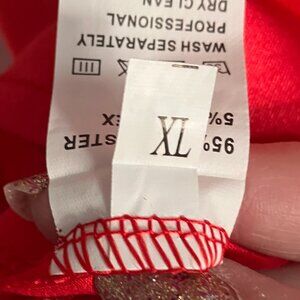 XL
95%
5%
WASH SEPARATELY
PROFESSIONAL
DRY CLEAN